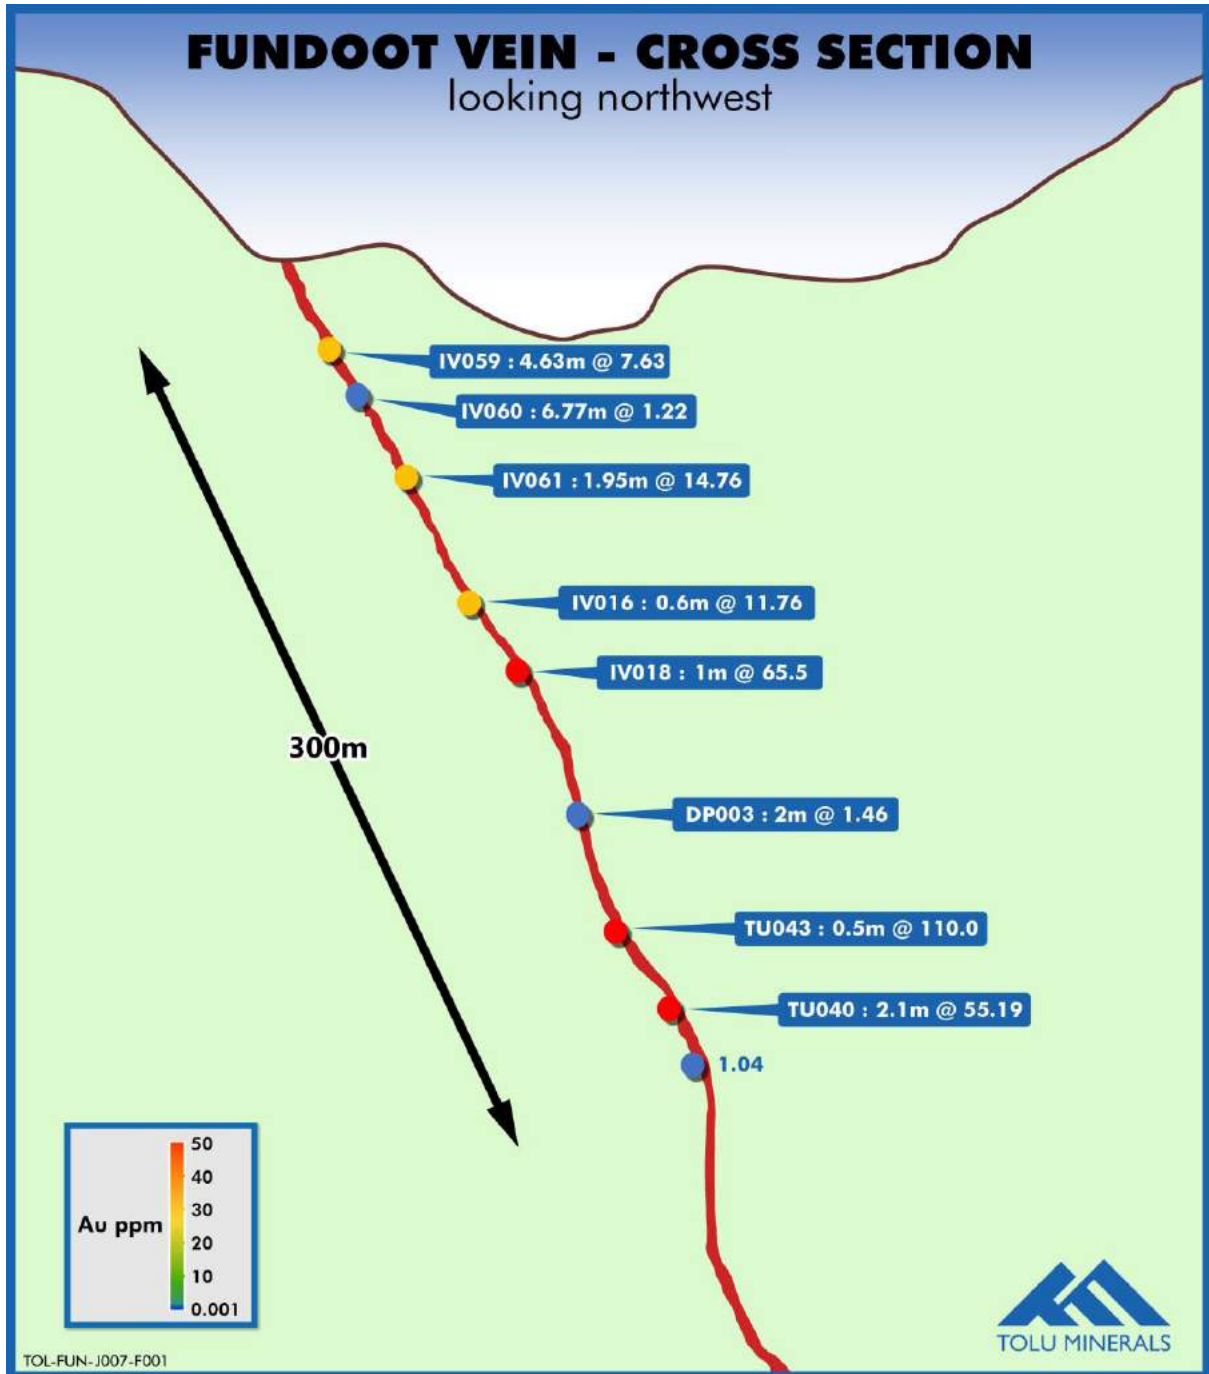 FUNDOOT VEIN - CROSS SECTION
looking northwest
IV059 : 4.63m @ 7.63
IV060 : 6.77m @ 1.22
IV061 : 1.95m @ 14.76
IV016 : 0.6m @ 11.76
IV018 : 1m @ 65.5
300m
DP003 : 2m @ 1.46
TU043 : 0.5m @ 110.0
TU040 : 2.1m @ 55.19
1.04
Au ppm
50
40
30
20
10
0.001
TOLU MINERALS
TOL-FUN-J007-F001